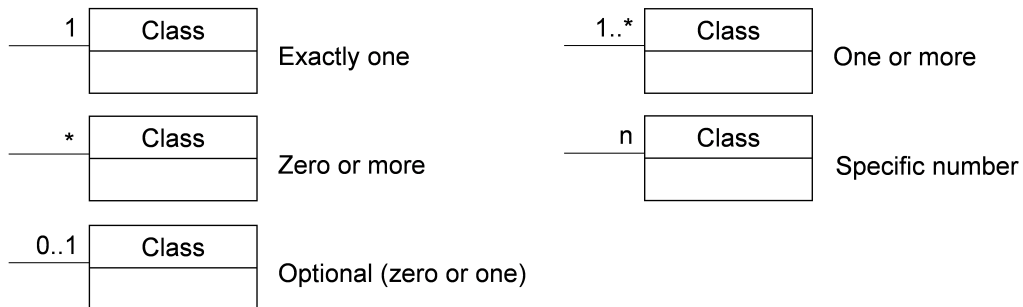 1 Class Exactly one
1..* Class One or more
* Class Zero or more
n Class Specific number
0..1 Class Optional (zero or one)